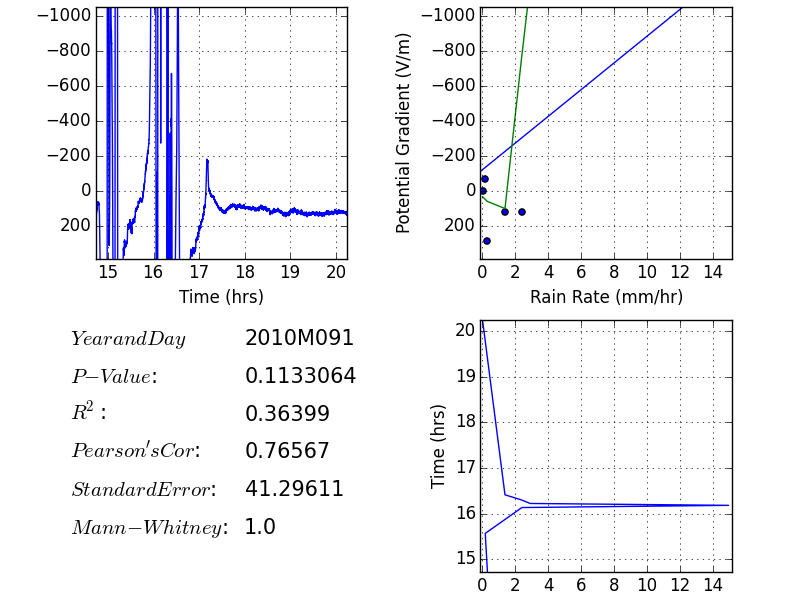 −1000
−800
−600
−400
−200
0
200
15 16 17 18 19 20
Time (hrs)
Potential Gradient (V/m)
−1000
−800
−600
−400
−200
0
200
0 2 4 6 8 10 12 14
Rain Rate (mm/hr)
YearandDay 2010M091
P−Value: 0.1133064
R² : 0.36399
Pearson'sCor: 0.76567
StandardError: 41.29611
Mann−Whitney: 1.0
Time (hrs)
20
19
18
17
16
15
0 2 4 6 8 10 12 14